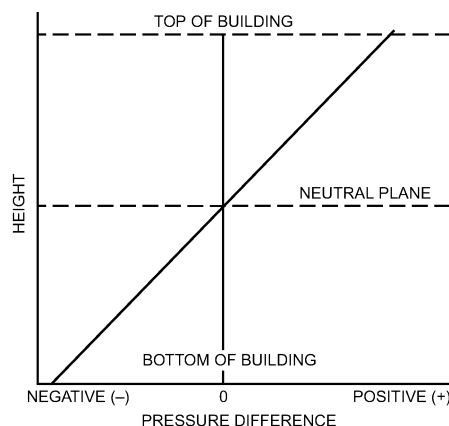 TOP OF BUILDING
NEUTRAL PLANE
HEIGHT
BOTTOM OF BUILDING
NEGATIVE (–) 0 POSITIVE (+)
PRESSURE DIFFERENCE